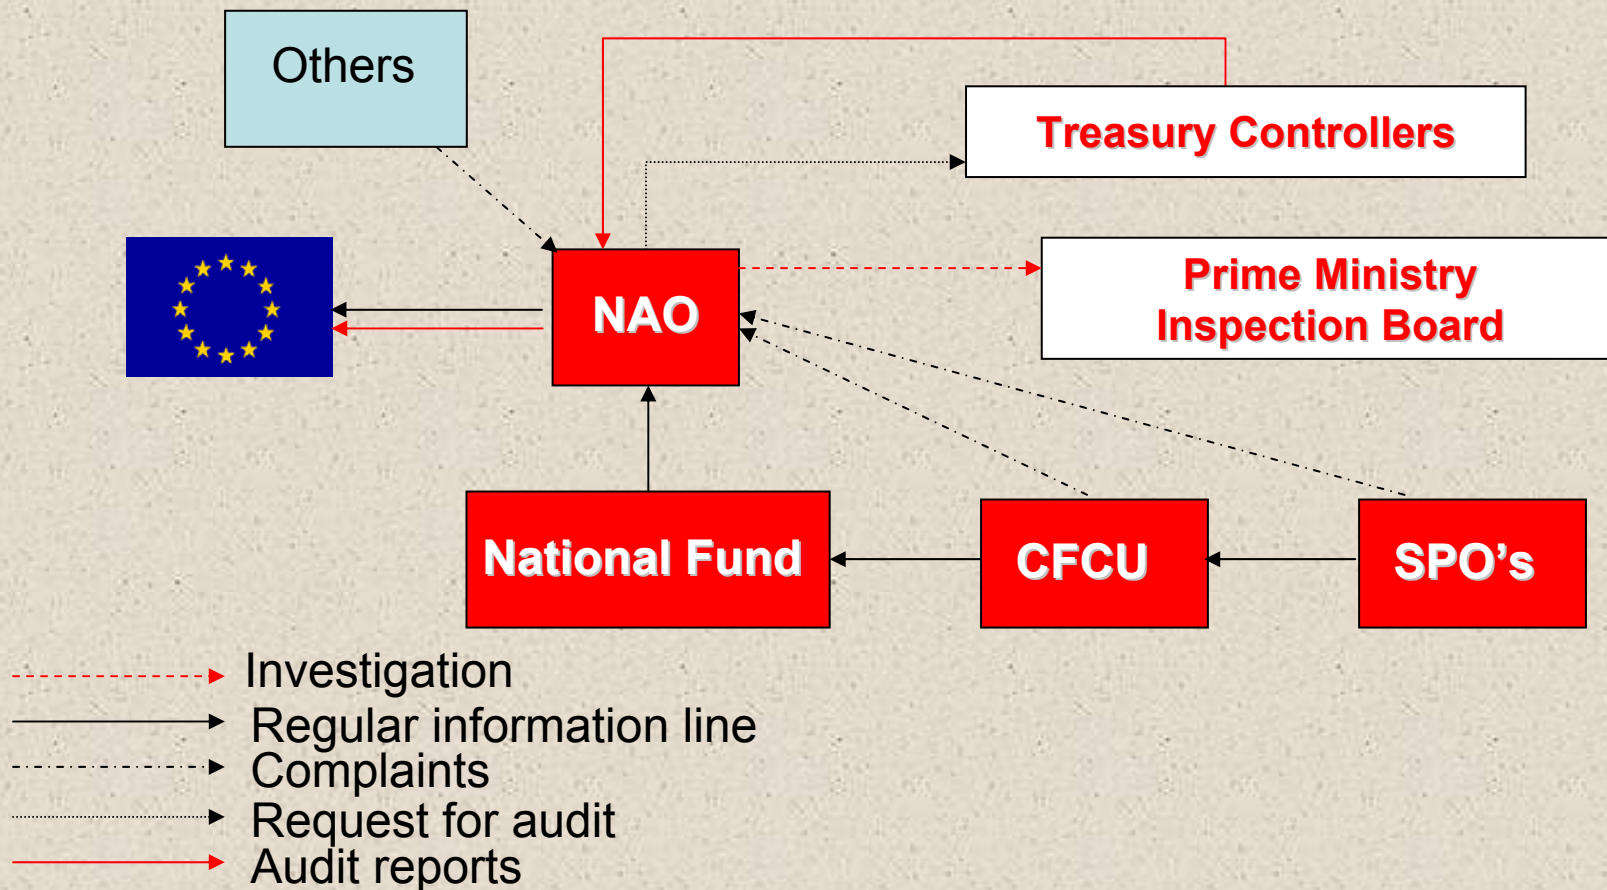 Others
Treasury Controllers
Prime Ministry
Inspection Board
NAO
National Fund
CFCU
SPO’s
Investigation
Regular information line
Complaints
Request for audit
Audit reports